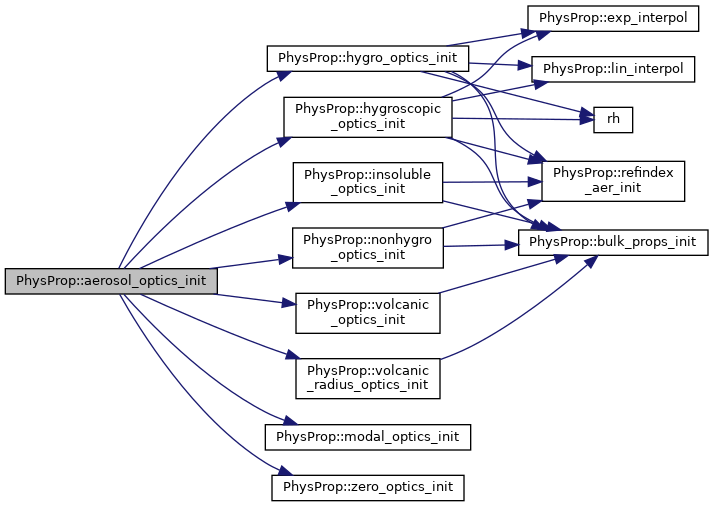 PhysProp::aerosol_optics_init
PhysProp::hygro_optics_init
PhysProp::hygroscopic
_optics_init
PhysProp::insoluble
_optics_init
PhysProp::nonhygro
_optics_init
PhysProp::volcanic
_optics_init
PhysProp::volcanic
_radius_optics_init
PhysProp::modal_optics_init
PhysProp::zero_optics_init
PhysProp::exp_interpol
PhysProp::lin_interpol
rh
PhysProp::refindex
_aer_init
PhysProp::bulk_props_init